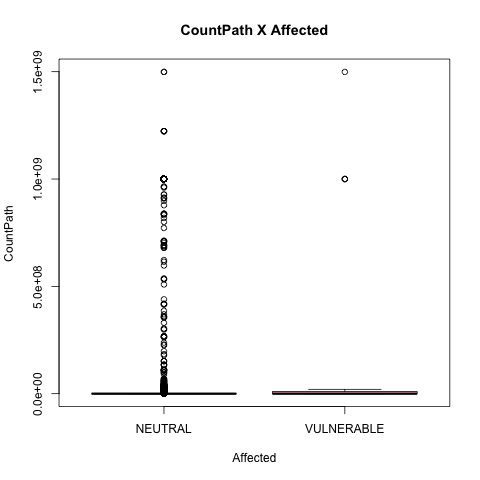 CountPath X Affected
1.5e+09
1.0e+09
5.0e+08
0.0e+00
CountPath
NEUTRAL
VULNERABLE
Affected